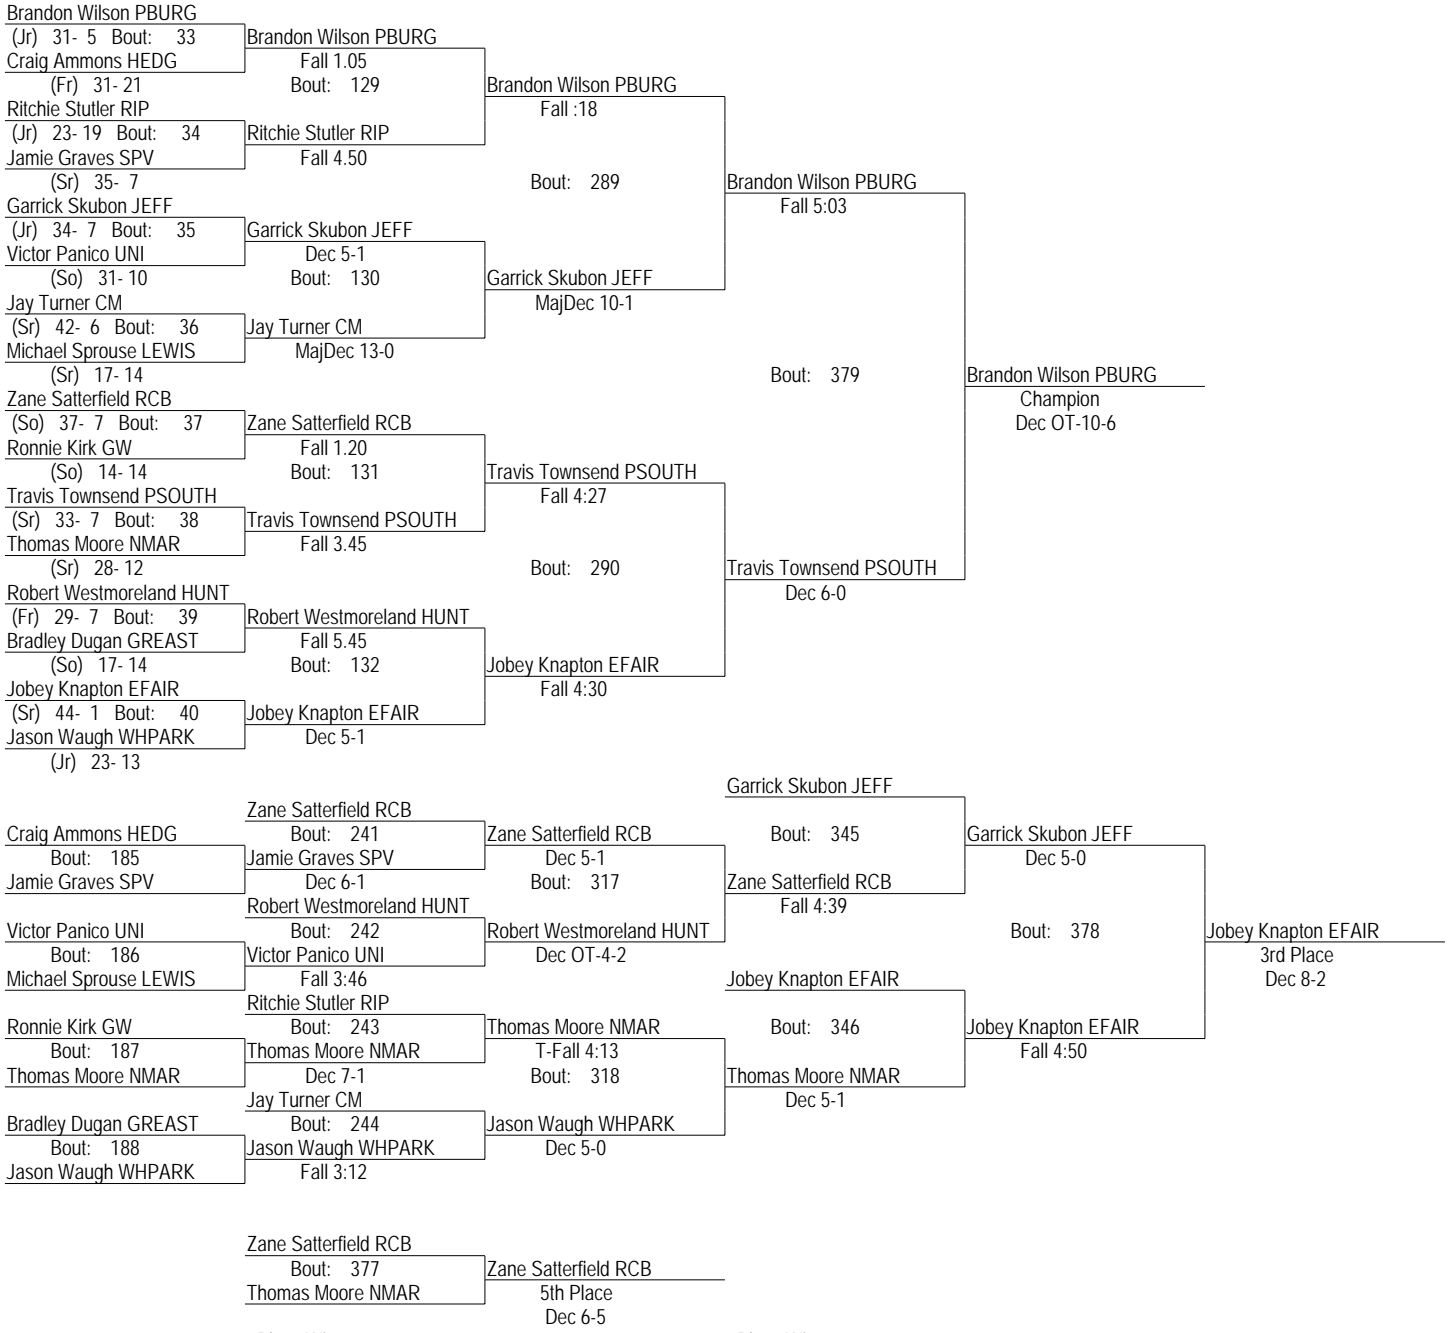 Brandon Wilson PBURG
(Jr) 31- 5 Bout: 33 Brandon Wilson PBURG
Craig Ammons HEDG Fall 1.05
(Fr) 31- 21 Bout: 129 Brandon Wilson PBURG
Ritchie Stutler RIP Fall :18
(Jr) 23- 19 Bout: 34 Ritchie Stutler RIP
Jamie Graves SPV Fall 4.50
(Sr) 35- 7 Bout: 289 Brandon Wilson PBURG
Garrick Skubon JEFF Fall 5:03
(Jr) 34- 7 Bout: 35 Garrick Skubon JEFF
Victor Panico UNI Dec 5-1
(So) 31- 10 Bout: 130 Garrick Skubon JEFF
Jay Turner CM MajDec 10-1
(Sr) 42- 6 Bout: 36 Jay Turner CM
Michael Sprouse LEWIS MajDec 13-0
(Sr) 17- 14 Bout: 379 Brandon Wilson PBURG
Zane Satterfield RCB Champion
(So) 37- 7 Bout: 37 Zane Satterfield RCB Dec OT-10-6
Ronnie Kirk GW Fall 1.20
(So) 14- 14 Bout: 131 Travis Townsend PSOUTH
Travis Townsend PSOUTH Fall 4:27
(Sr) 33- 7 Bout: 38 Travis Townsend PSOUTH
Thomas Moore NMAR Fall 3.45
(Sr) 28- 12 Bout: 290 Travis Townsend PSOUTH
Robert Westmoreland HUNT Dec 6-0
(Fr) 29- 7 Bout: 39 Robert Westmoreland HUNT
Bradley Dugan GREAST Fall 5.45
(So) 17- 14 Bout: 132 Jobey Knapton EFAIR
Jobey Knapton EFAIR Fall 4:30
(Sr) 44- 1 Bout: 40 Jobey Knapton EFAIR
Jason Waugh WHPARK Dec 5-1
(Jr) 23- 13
Garrick Skubon JEFF
Zane Satterfield RCB
Craig Ammons HEDG Bout: 241 Zane Satterfield RCB Bout: 345 Garrick Skubon JEFF
Bout: 185 Jamie Graves SPV Dec 5-1 Dec 5-0
Jamie Graves SPV Dec 6-1 Bout: 317 Zane Satterfield RCB
Robert Westmoreland HUNT Fall 4:39
Victor Panico UNI Bout: 242 Robert Westmoreland HUNT Bout: 378 Jobey Knapton EFAIR
Bout: 186 Victor Panico UNI Dec OT-4-2 3rd Place
Michael Sprouse LEWIS Fall 3:46 Jobey Knapton EFAIR Dec 8-2
Ritchie Stutler RIP
Ronnie Kirk GW Bout: 243 Thomas Moore NMAR Bout: 346 Jobey Knapton EFAIR
Bout: 187 Thomas Moore NMAR T-Fall 4:13 Fall 4:50
Thomas Moore NMAR Dec 7-1 Bout: 318 Thomas Moore NMAR
Jay Turner CM Dec 5-1
Bradley Dugan GREAST Bout: 244 Jason Waugh WHPARK
Bout: 188 Jason Waugh WHPARK Dec 5-0
Jason Waugh WHPARK Fall 3:12
Zane Satterfield RCB
Bout: 377 Zane Satterfield RCB
Thomas Moore NMAR 5th Place
Dec 6-5